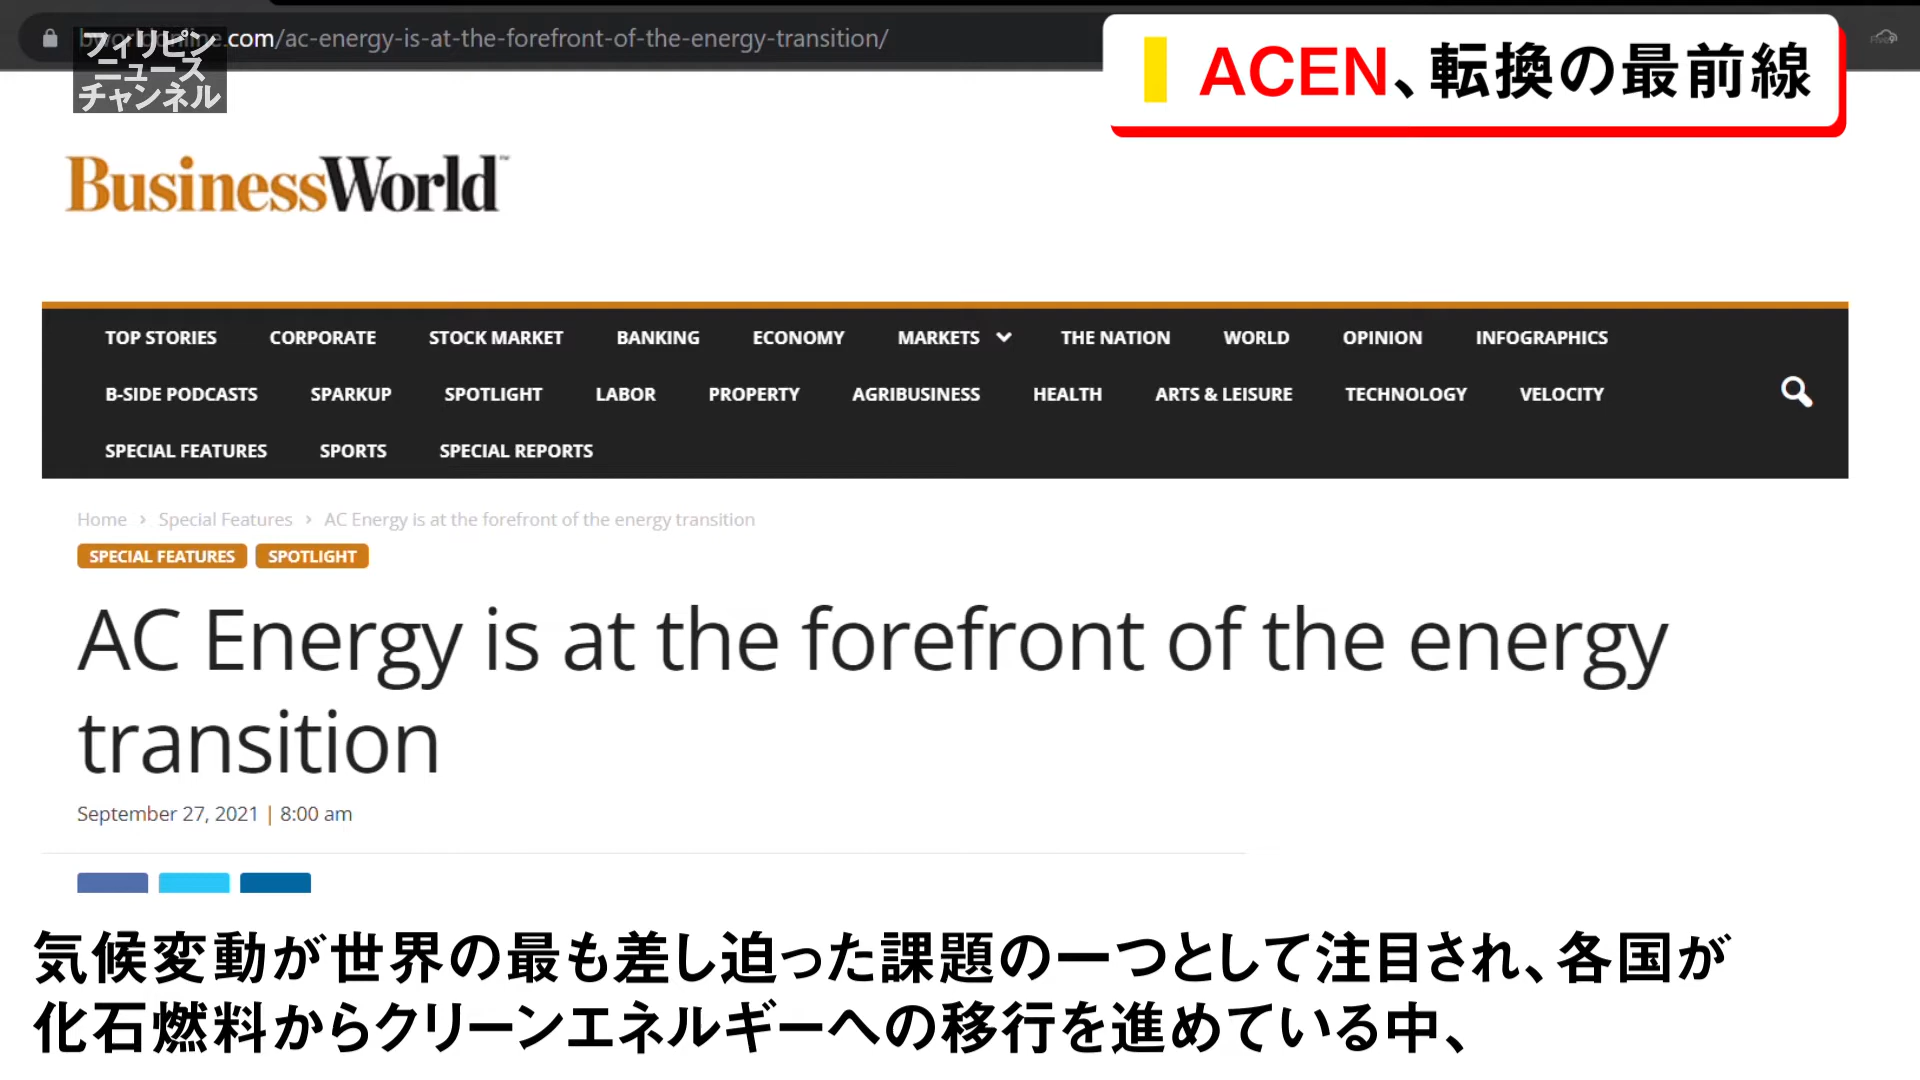 bworldonline.com/ac-energy-is-at-the-forefront-of-the-energy-transition/
フィリピン
ニュース
チャンネル
ACEN、転換の最前線
BusinessWorld
TOP STORIES CORPORATE STOCK MARKET BANKING ECONOMY MARKETS THE NATION WORLD OPINION INFOGRAPHICS
B-SIDE PODCASTS SPARKUP SPOTLIGHT LABOR PROPERTY AGRIBUSINESS HEALTH ARTS & LEISURE TECHNOLOGY VELOCITY
SPECIAL FEATURES SPORTS SPECIAL REPORTS
Home › Special Features › AC Energy is at the forefront of the energy transition
SPECIAL FEATURES SPOTLIGHT
AC Energy is at the forefront of the energy
transition
September 27, 2021 | 8:00 am
気候変動が世界の最も差し迫った課題の一つとして注目され、各国が
化石燃料からクリーンエネルギーへの移行を進めている中、